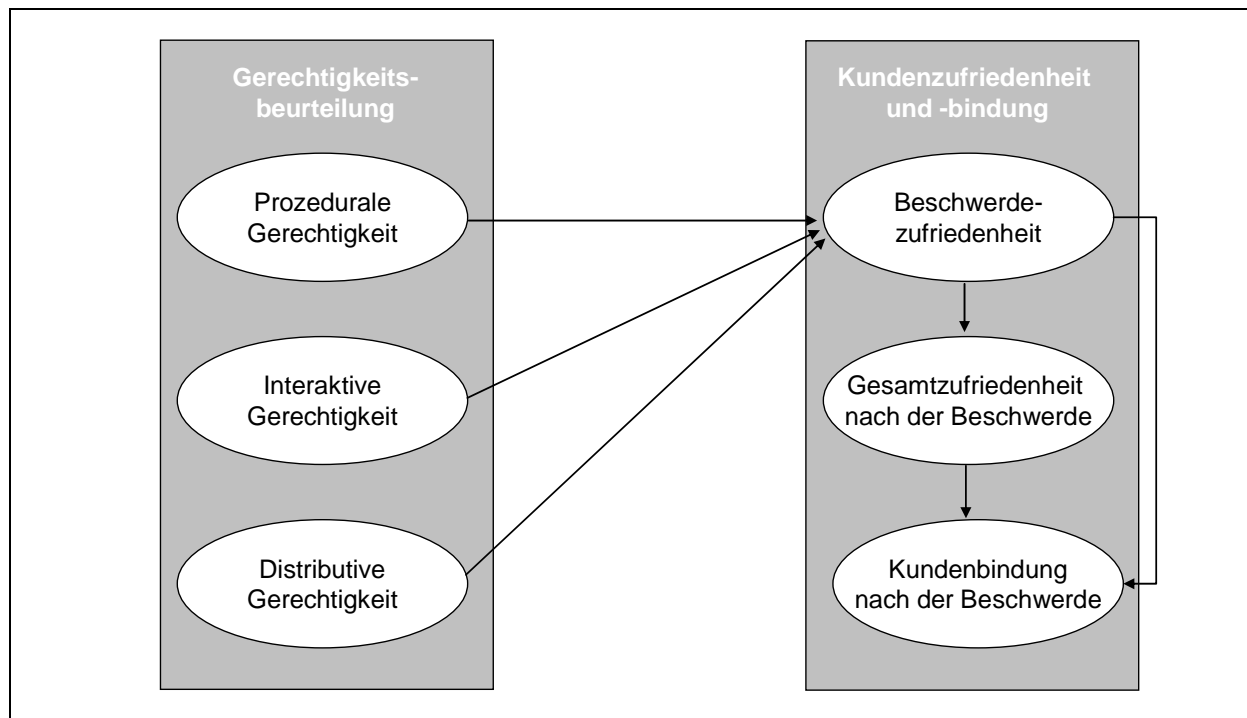 Gerechtigkeits-
beurteilung
Prozedurale
Gerechtigkeit
Interaktive
Gerechtigkeit
Distributive
Gerechtigkeit
Kundenzufriedenheit
und -bindung
Beschwerde-
zufriedenheit
Gesamtzufriedenheit
nach der Beschwerde
Kundenbindung
nach der Beschwerde